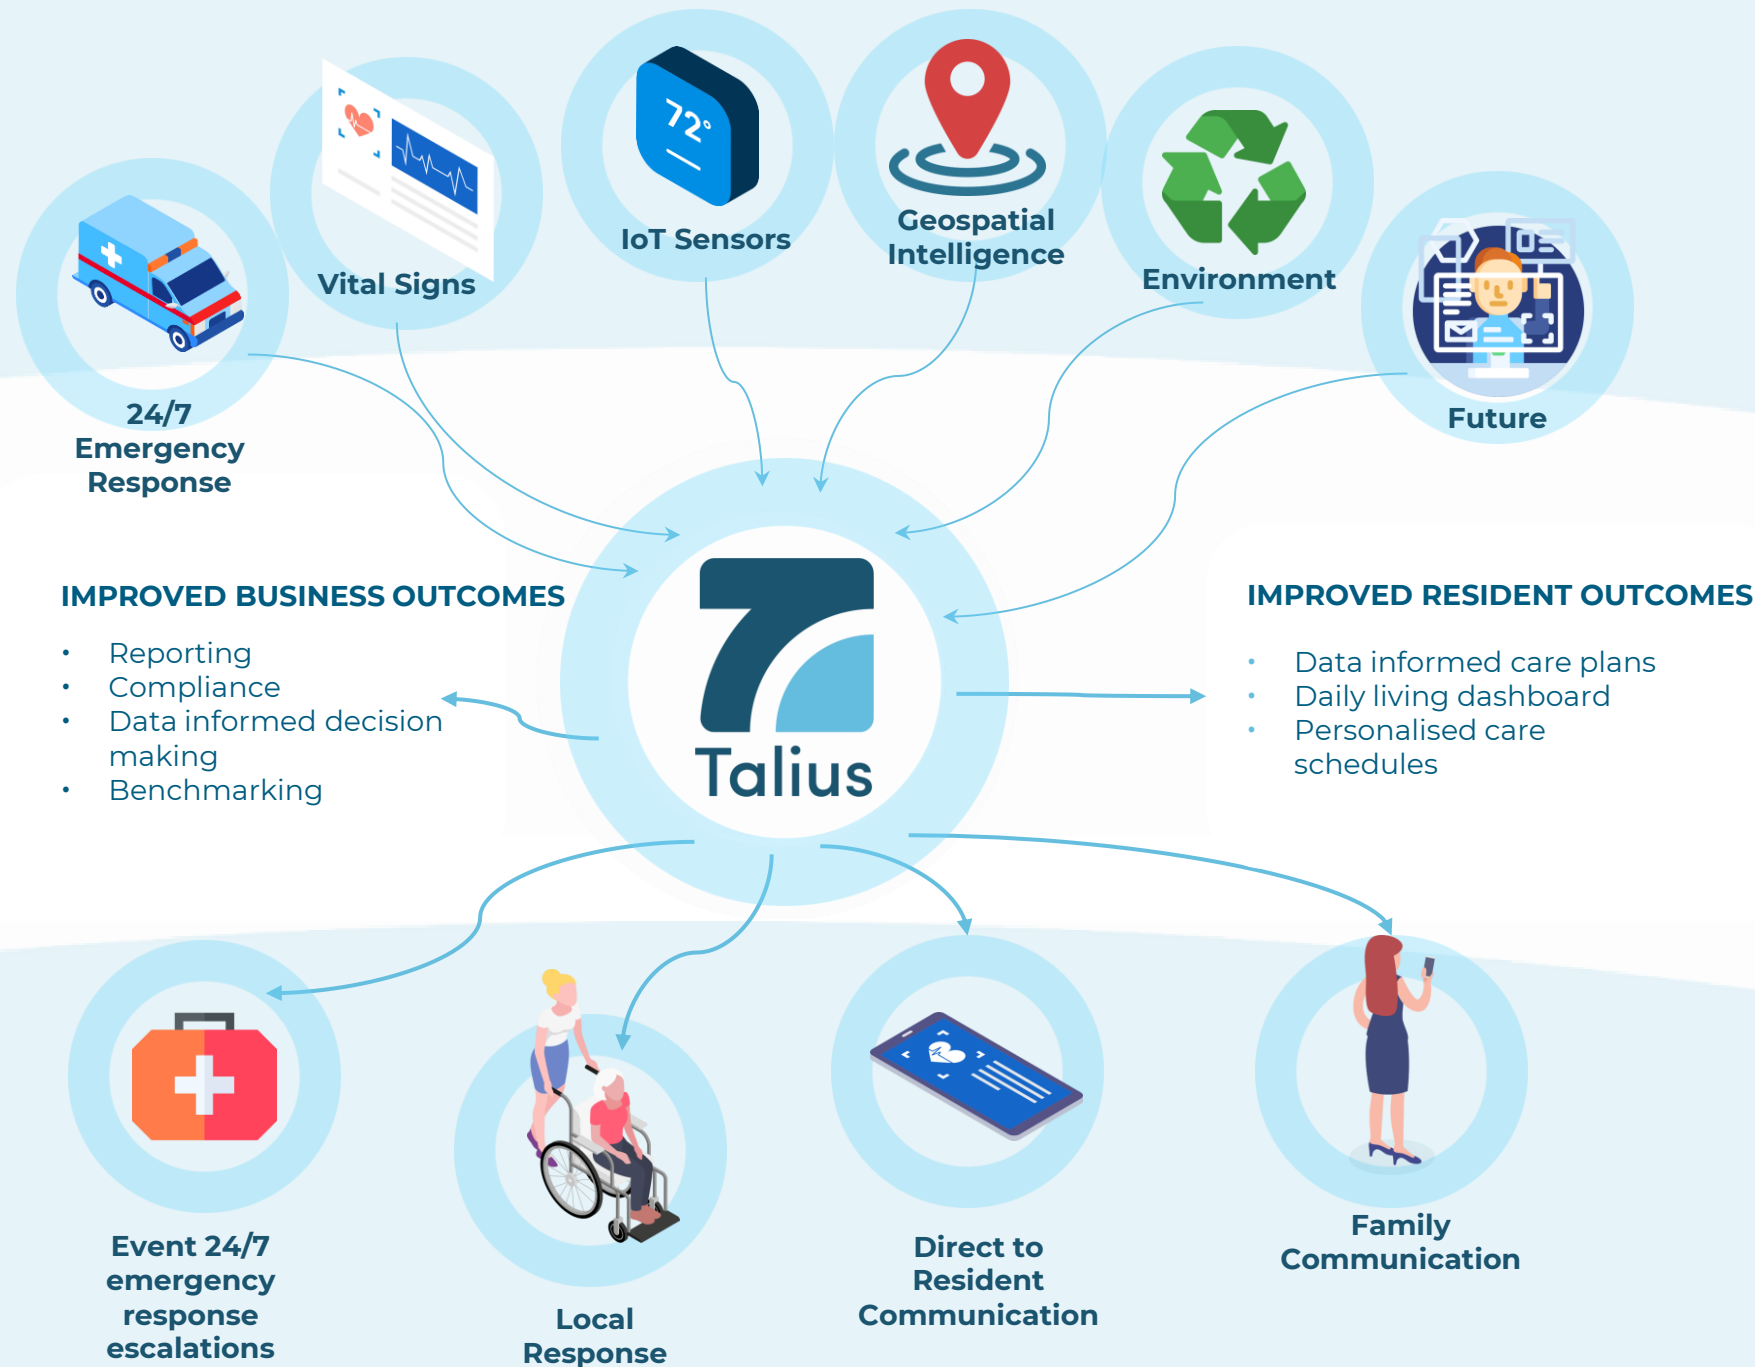 72°
IoT Sensors
Geospatial
Intelligence
Vital Signs
Environment
24/7
Emergency
Response
Future
IMPROVED BUSINESS OUTCOMES
• Reporting
• Compliance
• Data informed decision
making
• Benchmarking
Talius
IMPROVED RESIDENT OUTCOMES
• Data informed care plans
• Daily living dashboard
• Personalised care
schedules
Event 24/7
emergency
response
escalations
Local
Response
Direct to
Resident
Communication
Family
Communication